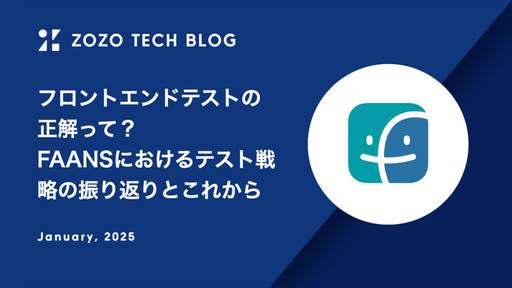 ZOZO TECH BLOG
フロントエンドテストの
正解って？
FAANSにおけるテスト戦
略の振り返りとこれから
January, 2025